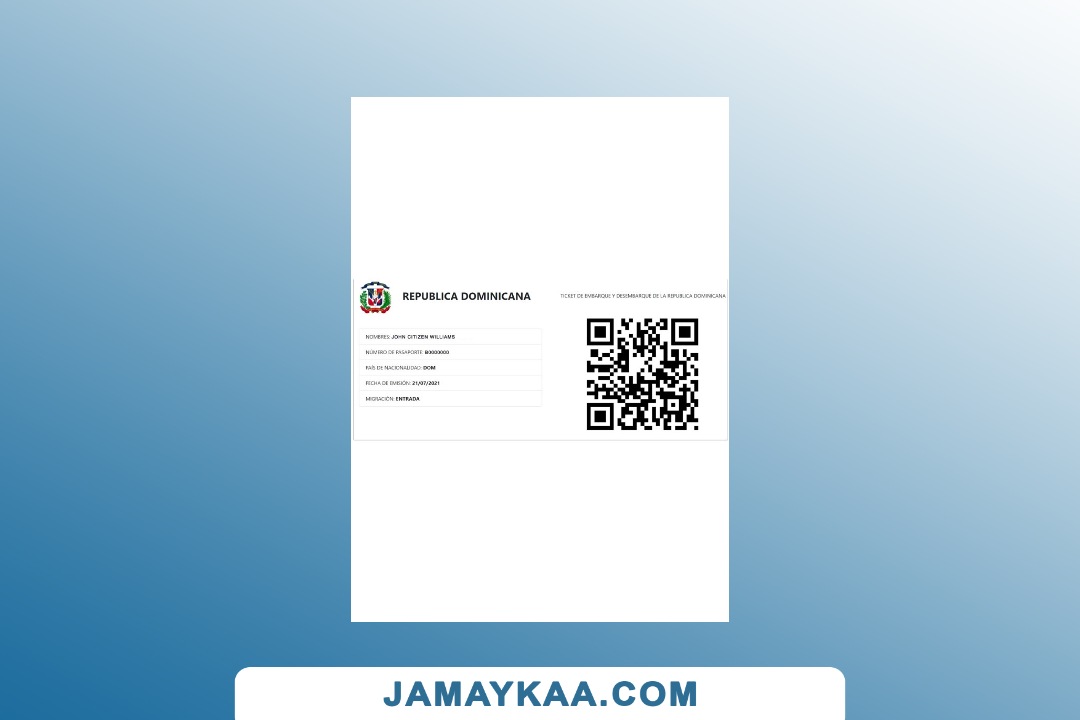 REPUBLICA DOMINICANA
TICKET DE EMBARQUE Y DESEMBARQUE DE LA REPUBLICA DOMINICANA
NOMBRES: JOHN CITIZEN WILLIAMS
NÚMERO DE PASAPORTE: B0000000
PAÍS DE NACIONALIDAD: DOM
FECHA DE EMISIÓN: 21/07/2021
MIGRACIÓN: ENTRADA
JAMAYKAA.COM